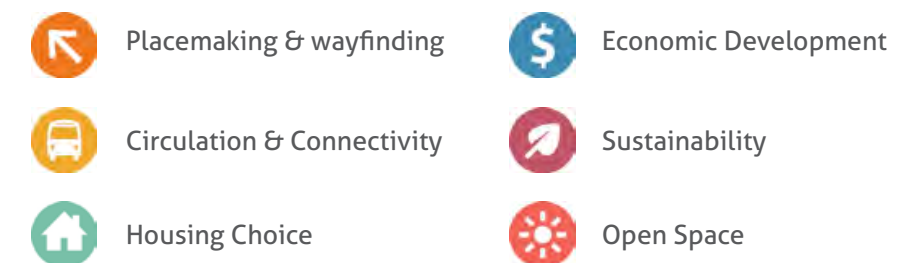 Placemaking & wayfinding
Circulation & Connectivity
Housing Choice
$ Economic Development
Sustainability
Open Space